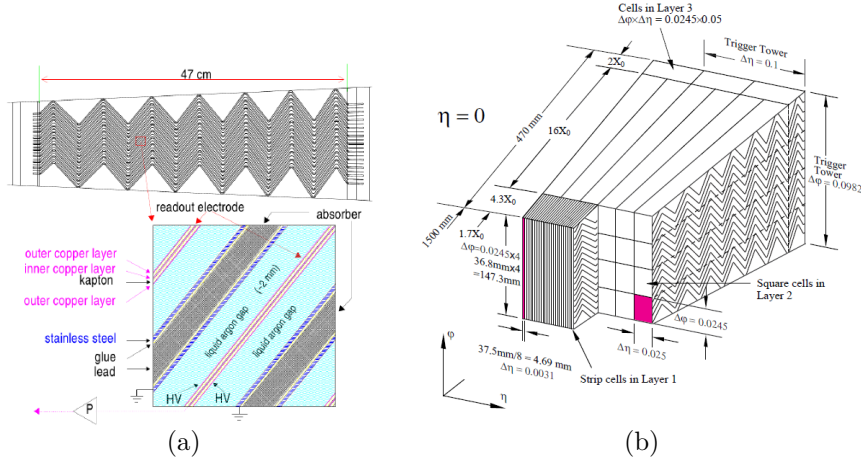 47 cm
readout electrode
absorber
outer copper layer
inner copper layer
kapton
outer copper layer
stainless steel
glue
lead
liquid argon gap
(~2 mm)
liquid argon gap
HV
HV
P
(a)
Cells in Layer 3
Δφ×Δη = 0.0245×0.05
Trigger Tower
Δη = 0.1
2X₀
η = 0
470 mm
16X₀
4.3X₀
1500 mm
1.7X₀
Trigger
Tower
Δφ = 0.0982
Δφ=0.0245x4
36.8mmx4
=147.3mm
Square cells in
Layer 2
Δφ = 0.0245
Δη = 0.025
37.5mm/8 = 4.69 mm
Δη = 0.0031
Strip cells in Layer 1
φ
η
(b)